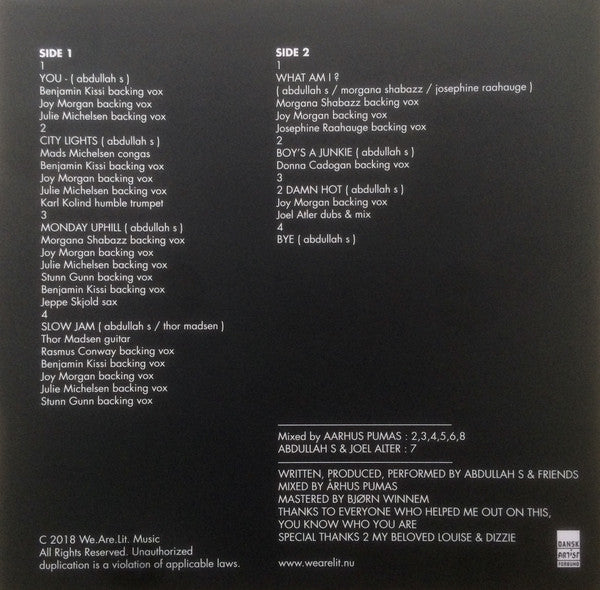 SIDE 1
1
YOU - ( abdullah s )
Benjamin Kissi backing vox
Joy Morgan backing vox
Julie Michelsen backing vox
2
CITY LIGHTS ( abdullah s )
Mads Michelsen congas
Benjamin Kissi backing vox
Joy Morgan backing vox
Julie Michelsen backing vox
Karl Kolind humble trumpet
3
MONDAY UPHILL ( abdullah s )
Morgana Shabazz backing vox
Joy Morgan backing vox
Julie Michelsen backing vox
Stunn Gunn backing vox
Benjamin Kissi backing vox
Jeppe Skjold sax
4
SLOW JAM ( abdullah s / thor madsen )
Thor Madsen guitar
Rasmus Conway backing vox
Benjamin Kissi backing vox
Joy Morgan backing vox
Julie Michelsen backing vox
Stunn Gunn backing vox
SIDE 2
1
WHAT AM I ?
( abdullah s / morgana shabazz / josephine raahauge )
Morgana Shabazz backing vox
Joy Morgan backing vox
Josephine Raahauge backing vox
2
BOY'S A JUNKIE ( abdullah s )
Donna Cadogan backing vox
3
2 DAMN HOT ( abdullah s )
Joy Morgan backing vox
Joel Atler dubs & mix
4
BYE ( abdullah s )
Mixed by AARHUS PUMAS : 2,3,4,5,6,8
ABDULLAH S & JOEL ALTER : 7
WRITTEN, PRODUCED, PERFORMED BY ABDULLAH S & FRIENDS
MIXED BY ÅRHUS PUMAS
MASTERED BY BJØRN WINNEM
THANKS TO EVERYONE WHO HELPED ME OUT ON THIS,
YOU KNOW WHO YOU ARE
SPECIAL THANKS 2 MY BELOVED LOUISE & DIZZIE
C 2018 We.Are.Lit. Music
All Rights Reserved. Unauthorized
duplication is a violation of applicable laws.
www.wearelit.nu
DANSK
ARTIST
FORBUND